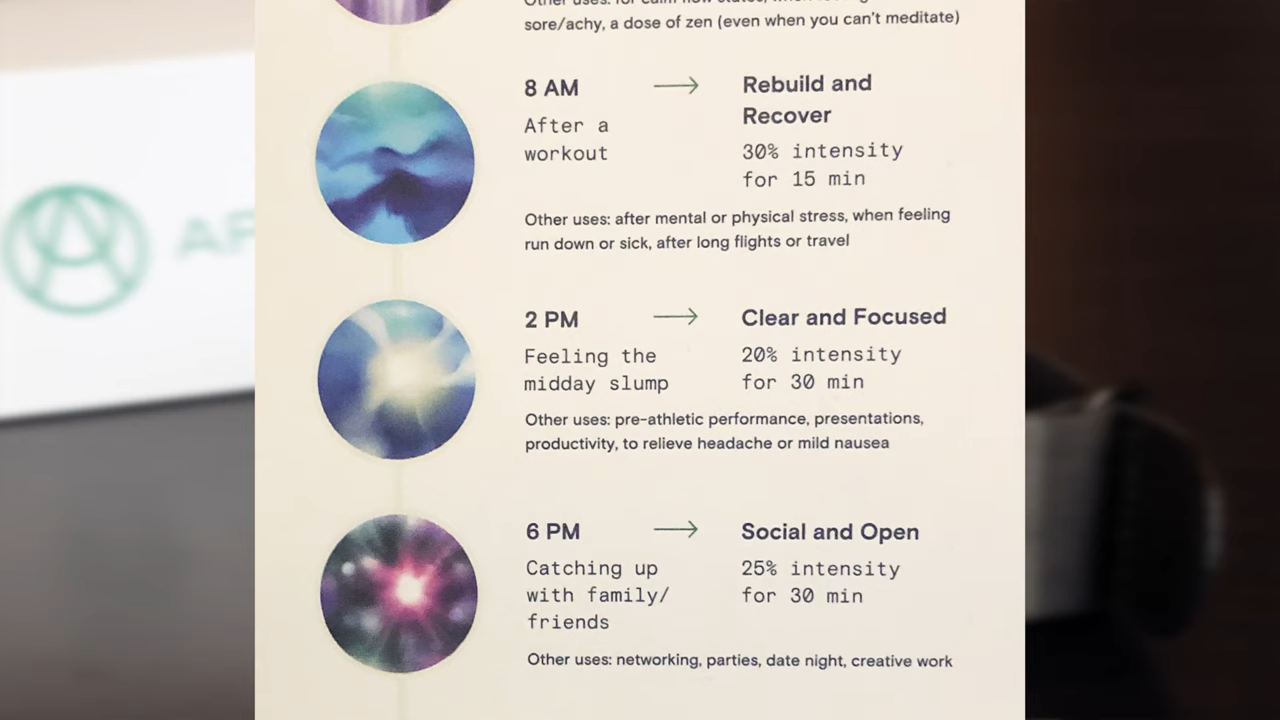 sore/achy, a dose of zen (even when you can't meditate)
8 AM → Rebuild and
Recover
After a
workout
30% intensity
for 15 min
Other uses: after mental or physical stress, when feeling
run down or sick, after long flights or travel
2 PM → Clear and Focused
Feeling the
midday slump
20% intensity
for 30 min
Other uses: pre-athletic performance, presentations,
productivity, to relieve headache or mild nausea
6 PM → Social and Open
Catching up
with family/
friends
25% intensity
for 30 min
Other uses: networking, parties, date night, creative work